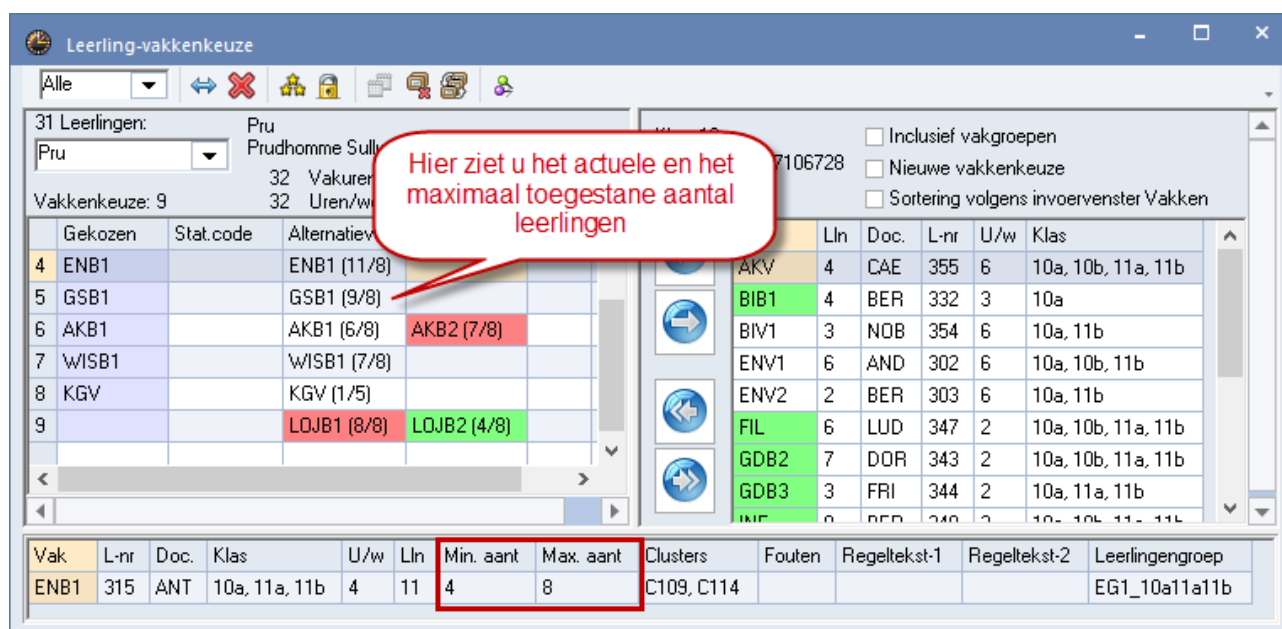 Leerling-vakkenkeuze
Alle
31 Leerlingen: Pru
Pru Prudhomme
32
Vakkenkeuze: 9 32
Hier ziet u het actuele en het
maximaal toegestane aantal
leerlingen
7106728
Inclusief vakgroepen
Nieuwe vakkenkeuze
Sortering volgens invoervenster Vakken
Gekozen Stat.code
4 ENB1 ENB1 (11/8)
5 GSB1 GSB1 (9/8)
6 AKB1 AKB1 (6/8) AKB2 (7/8)
7 WISB1 WISB1 (7/8)
8 KGV KGV (1/5)
9 LOJB1 (8/8) LOJB2 (4/8)
Lln Doc. L-nr U/w Klas
AKV 4 CAE 355 6 10a, 10b, 11a, 11b
BIB1 4 BER 332 3 10a
BIV1 3 NOB 354 6 10a, 11b
ENV1 6 AND 302 6 10a, 10b, 11b
ENV2 2 BER 303 6 10a, 11b
FIL 6 LUD 347 2 10a, 10b, 11a, 11b
GDB2 7 DOR 343 2 10a, 10b, 11a, 11b
GDB3 3 FRI 344 2 10a, 11a, 11b
Vak L-nr Doc. Klas U/w Lln Min. aant Max. aant Clusters Fouten Regeltekst-1 Regeltekst-2 Leerlingengroep
ENB1 315 ANT 10a, 11a, 11b 4 11 4 8 C109, C114 EG1_10a11a11b